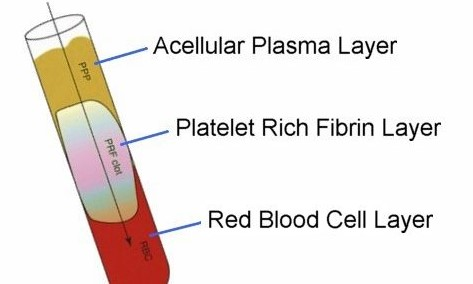 Acellular Plasma Layer
PPP
Platelet Rich Fibrin Layer
PRF clot
Red Blood Cell Layer
RBC